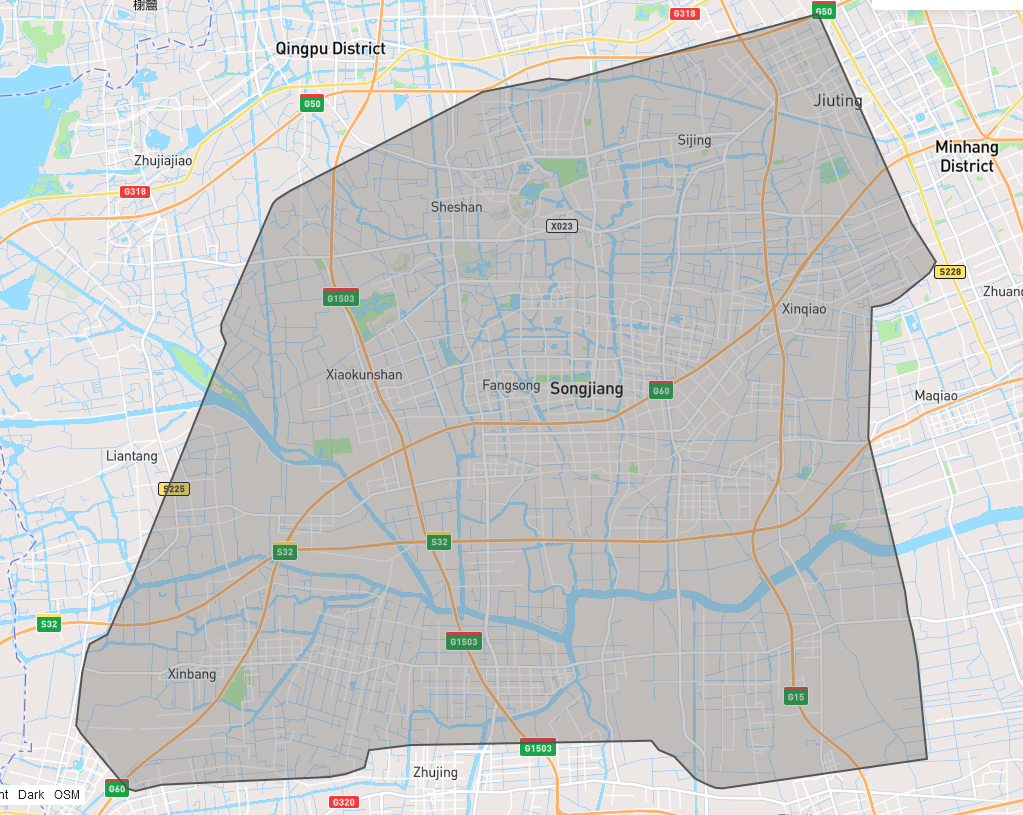 G50
G318
Qingpu District
G50
Jiuting
Sijing
Minhang
District
Zhujiajiao
G318
Sheshan
X023
S228
G1503
Zhuang
Xinqiao
Xiaokunshan
Fangsong
Songjiang
G60
Maqiao
Liantang
S225
S32
S32
S32
G1503
Xinbang
G15
G1503
Zhujing
G60
Dark OSM
G320